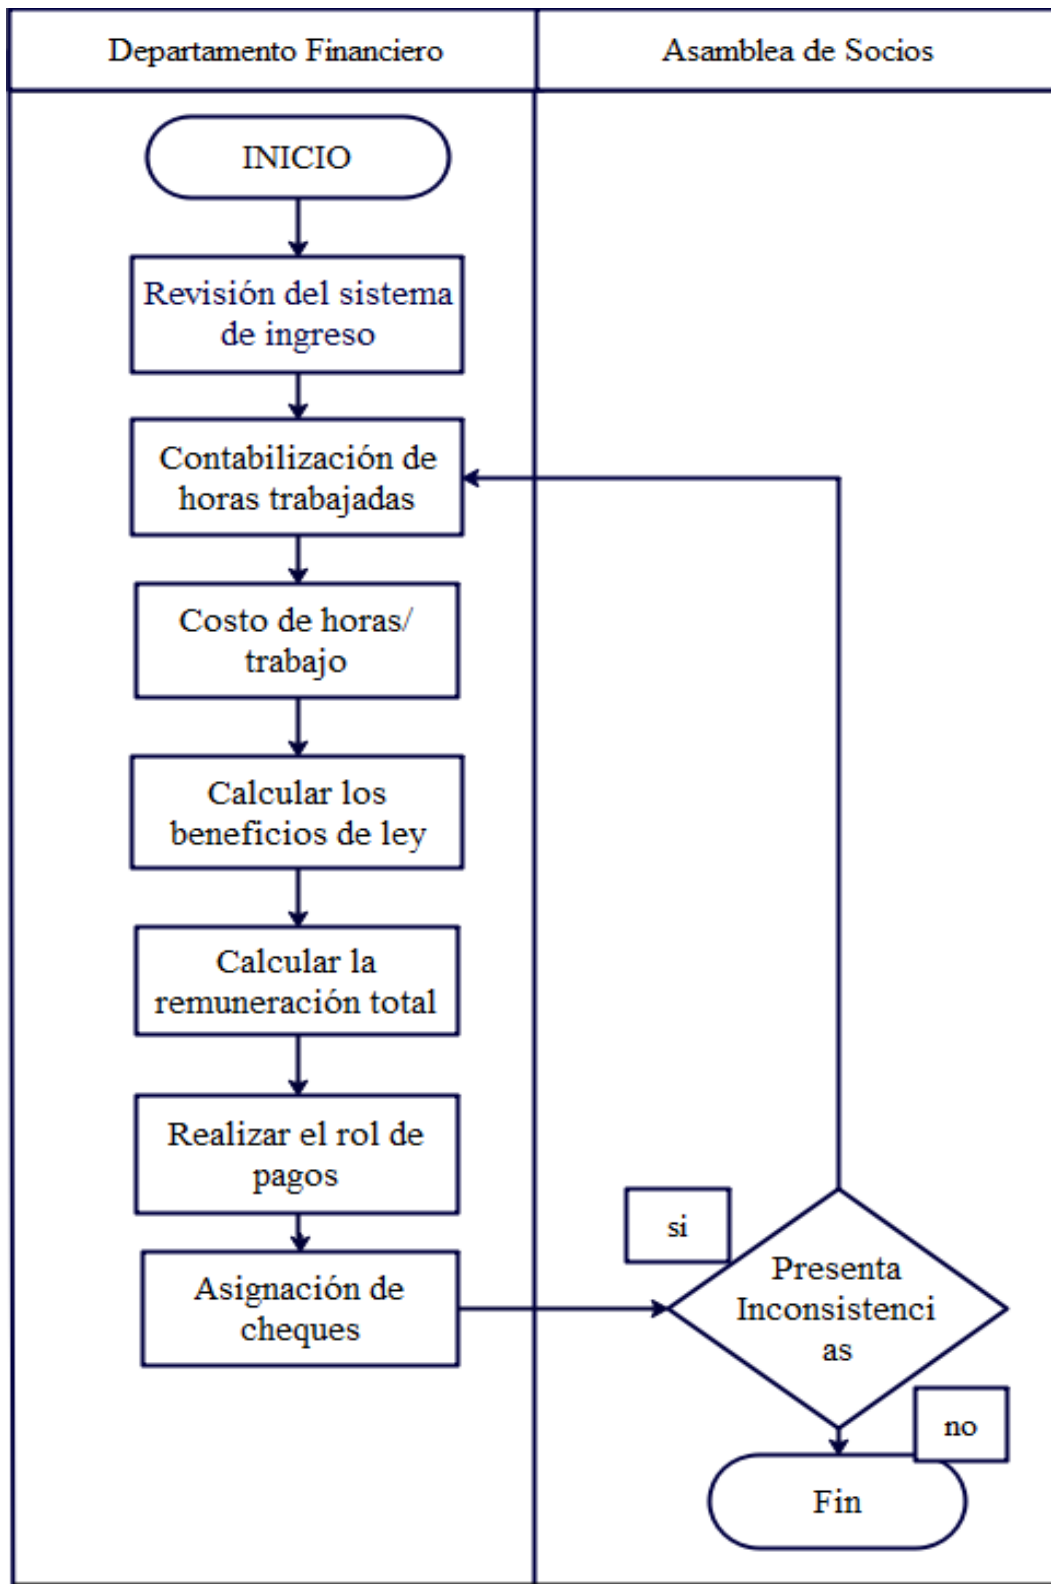 Departamento Financiero
Asamblea de Socios
INICIO
Revisión del sistema
de ingreso
Contabilización de
horas trabajadas
Costo de horas/
trabajo
Calcular los
beneficios de ley
Calcular la
remuneración total
Realizar el rol de
pagos
Asignación de
cheques
si
Presenta
Inconsistenci
as
no
Fin